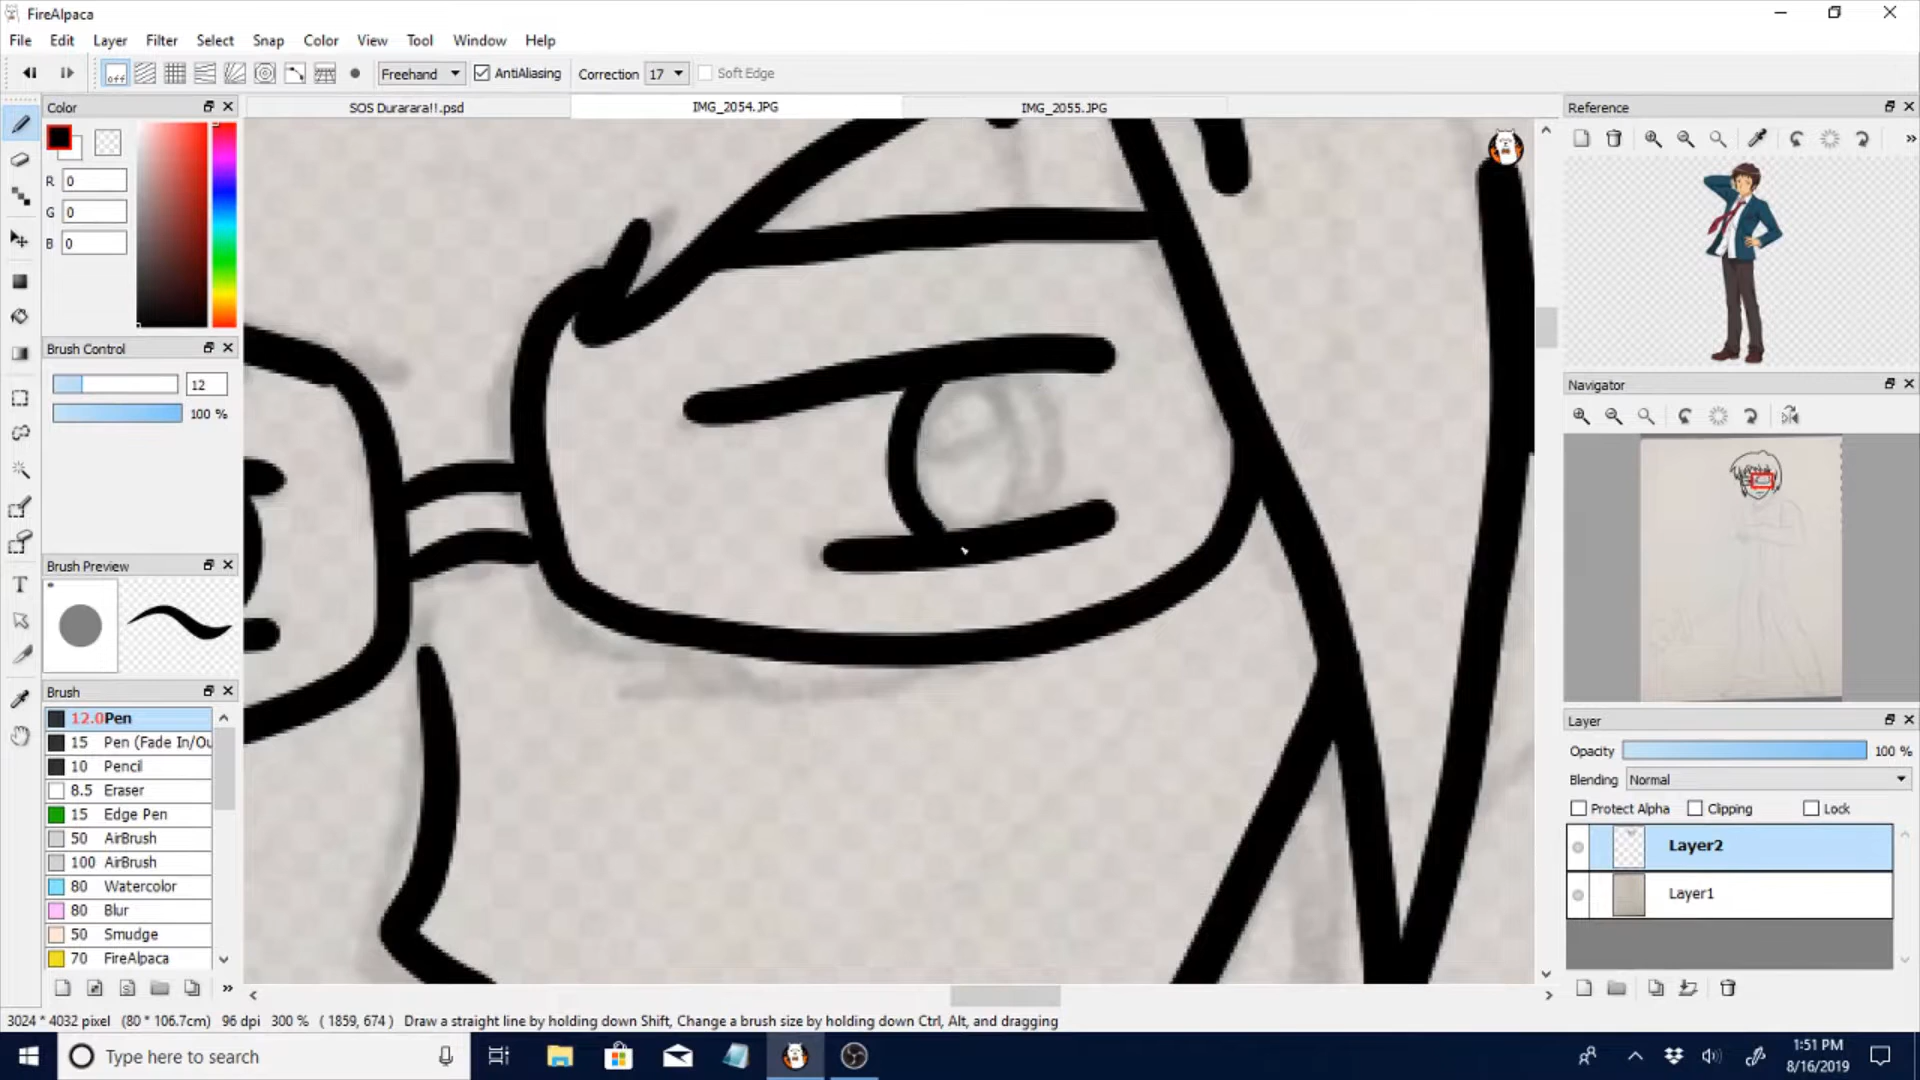 FireAlpaca
File Edit Layer Filter Select Snap Color View Tool Window Help
off Freehand AntiAliasing Correction 17 Soft Edge
Color
SOS Durarara!!.psd IMG_2054.JPG IMG_2055.JPG
Reference
R 0
G 0
B 0
Brush Control
12
100 %
Navigator
Brush Preview
Brush
12.0 Pen
15 Pen (Fade In/Ou
10 Pencil
8.5 Eraser
15 Edge Pen
50 AirBrush
100 AirBrush
80 Watercolor
80 Blur
50 Smudge
70 FireAlpaca
Layer
Opacity 100 %
Blending Normal
Protect Alpha Clipping Lock
Layer2
Layer1
3024 * 4032 pixel (80 * 106.7cm) 96 dpi 300 % ( 1859, 674 ) Draw a straight line by holding down Shift, Change a brush size by holding down Ctrl, Alt, and dragging
Type here to search
1:51 PM
8/16/2019